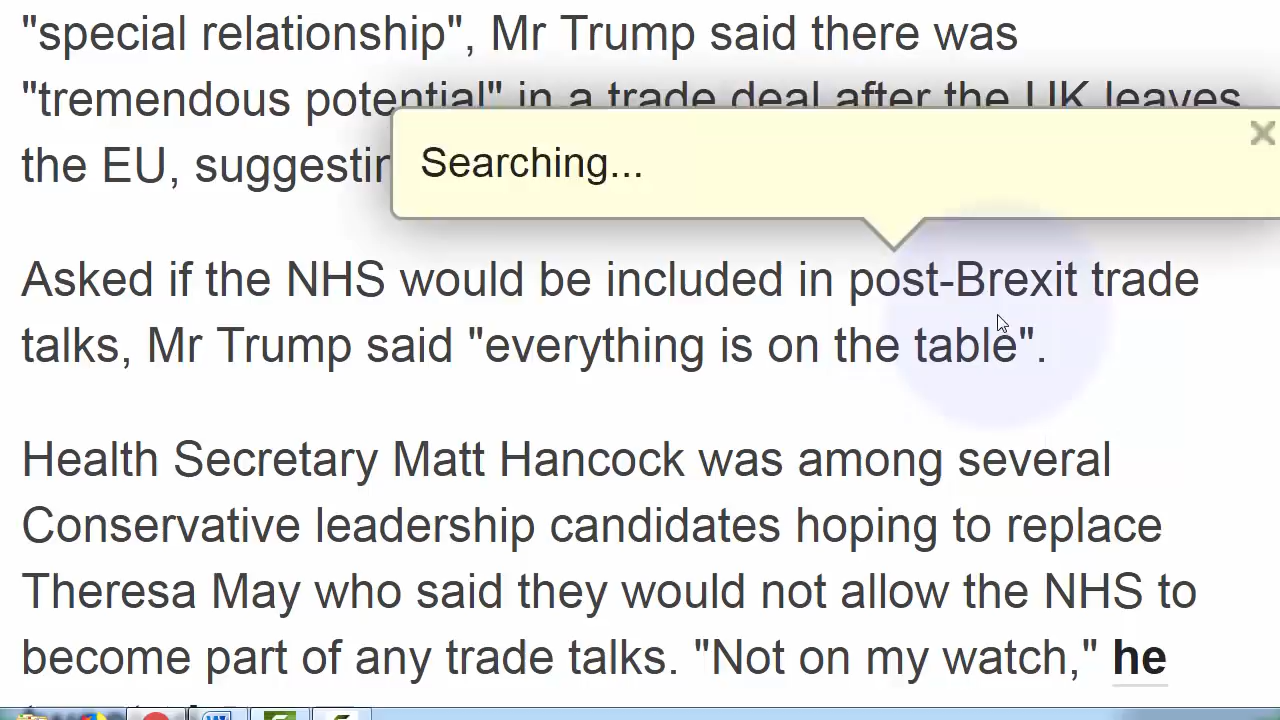 "special relationship", Mr Trump said there was
"tremendous potential" in a trade deal after the UK leaves
the EU,
Searching...
Asked if the NHS would be included in post-Brexit trade
talks, Mr Trump said "everything is on the table".
Health Secretary Matt Hancock was among several
Conservative leadership candidates hoping to replace
Theresa May who said they would not allow the NHS to
become part of any trade talks. "Not on my watch," he